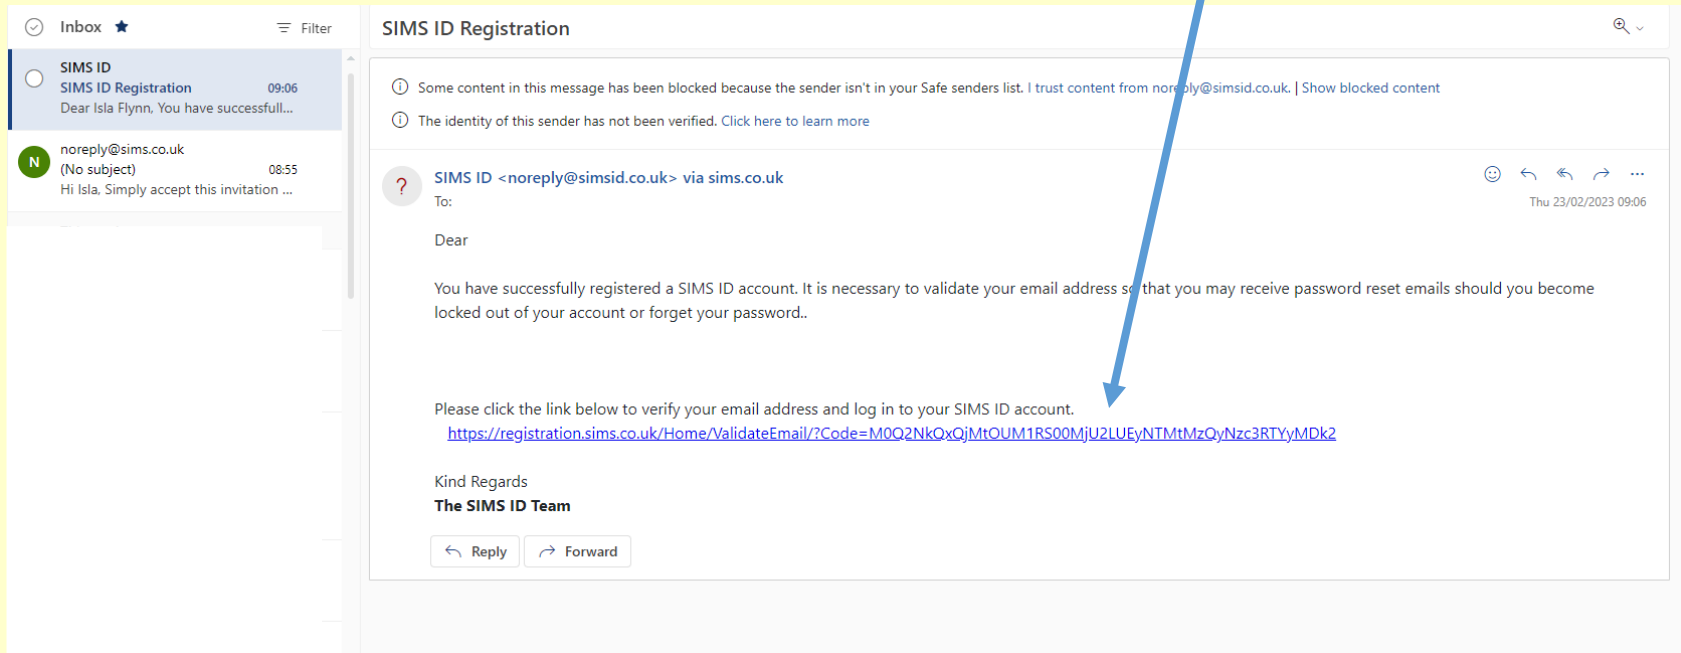 Inbox
Filter
SIMS ID
SIMS ID Registration 09:06
Dear Isla Flynn, You have successfull...
N
noreply@sims.co.uk
(No subject) 08:55
Hi Isla, Simply accept this invitation ...
SIMS ID Registration
Some content in this message has been blocked because the sender isn't in your Safe senders list. I trust content from noreply@simsid.co.uk. | Show blocked content
The identity of this sender has not been verified. Click here to learn more
?
SIMS ID <noreply@simsid.co.uk> via sims.co.uk
To:
Thu 23/02/2023 09:06
Dear
You have successfully registered a SIMS ID account. It is necessary to validate your email address so that you may receive password reset emails should you become
locked out of your account or forget your password..
Please click the link below to verify your email address and log in to your SIMS ID account.
https://registration.sims.co.uk/Home/ValidateEmail/?Code=M0Q2NkQxQjMtOUM1RS00MjU2LUEyNTMtMzQyNzc3RTYyMDk2
Kind Regards
The SIMS ID Team
Reply
Forward